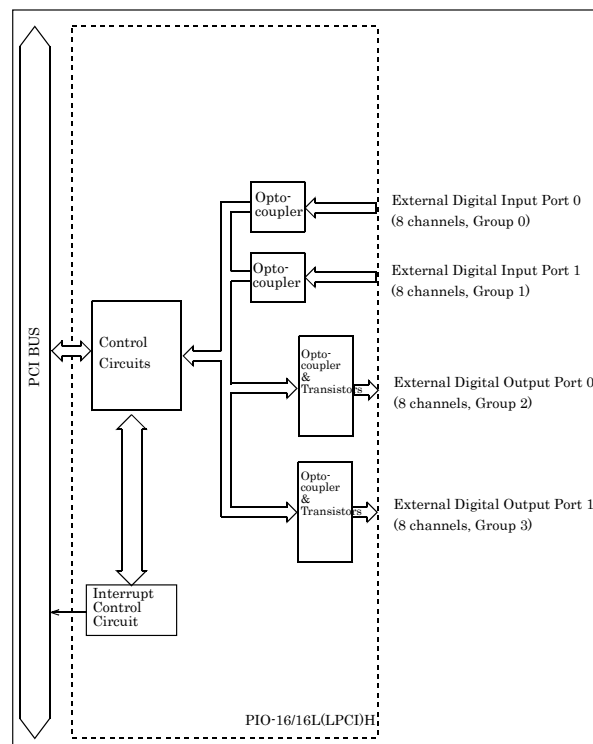 Opto-
coupler
External Digital Input Port 0
(8 channels, Group 0)
Opto-
coupler
External Digital Input Port 1
(8 channels, Group 1)
PCI BUS
Control
Circuits
Opto-
coupler
&
Transistors
External Digital Output Port 0
(8 channels, Group 2)
Opto-
coupler
&
Transistors
External Digital Output Port 1
(8 channels, Group 3)
Interrupt
Control
Circuit
PIO-16/16L(LPCI)H